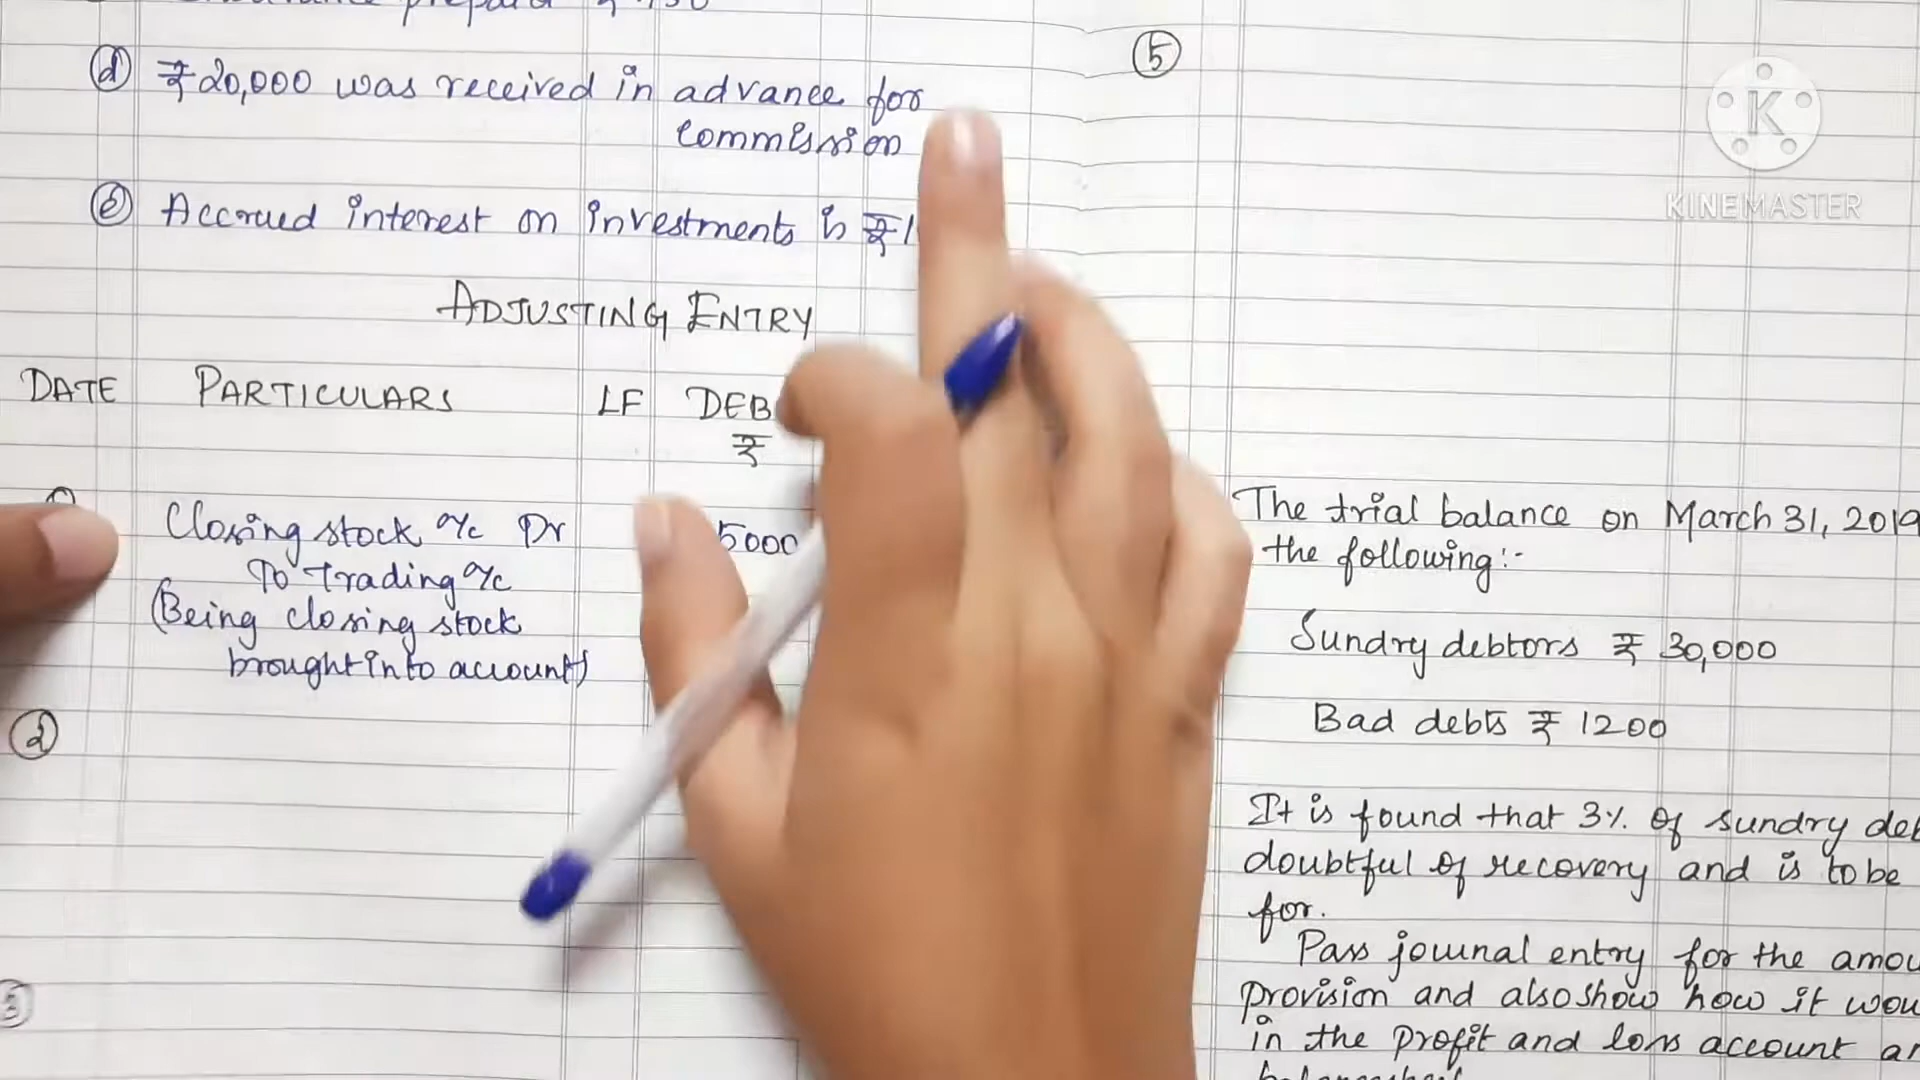 (d) ₹20,000 was received in advance for
commission
(e) Accrued interest on investments is ₹1
ADJUSTING ENTRY
DATE PARTICULARS LF DEB
₹
Closing stock a/c Dr 5000
To Trading a/c
(Being closing stock
brought into account)
(2)
(3)
(5)
The trial balance on March 31, 2019
the following:-
Sundry debtors ₹ 30,000
Bad debts ₹ 1200
It is found that 3% of sundry deb
doubtful of recovery and is to be
for.
Pass journal entry for the amou
provision and also show how it wou
in the profit and loss account an
K
KINEMASTER